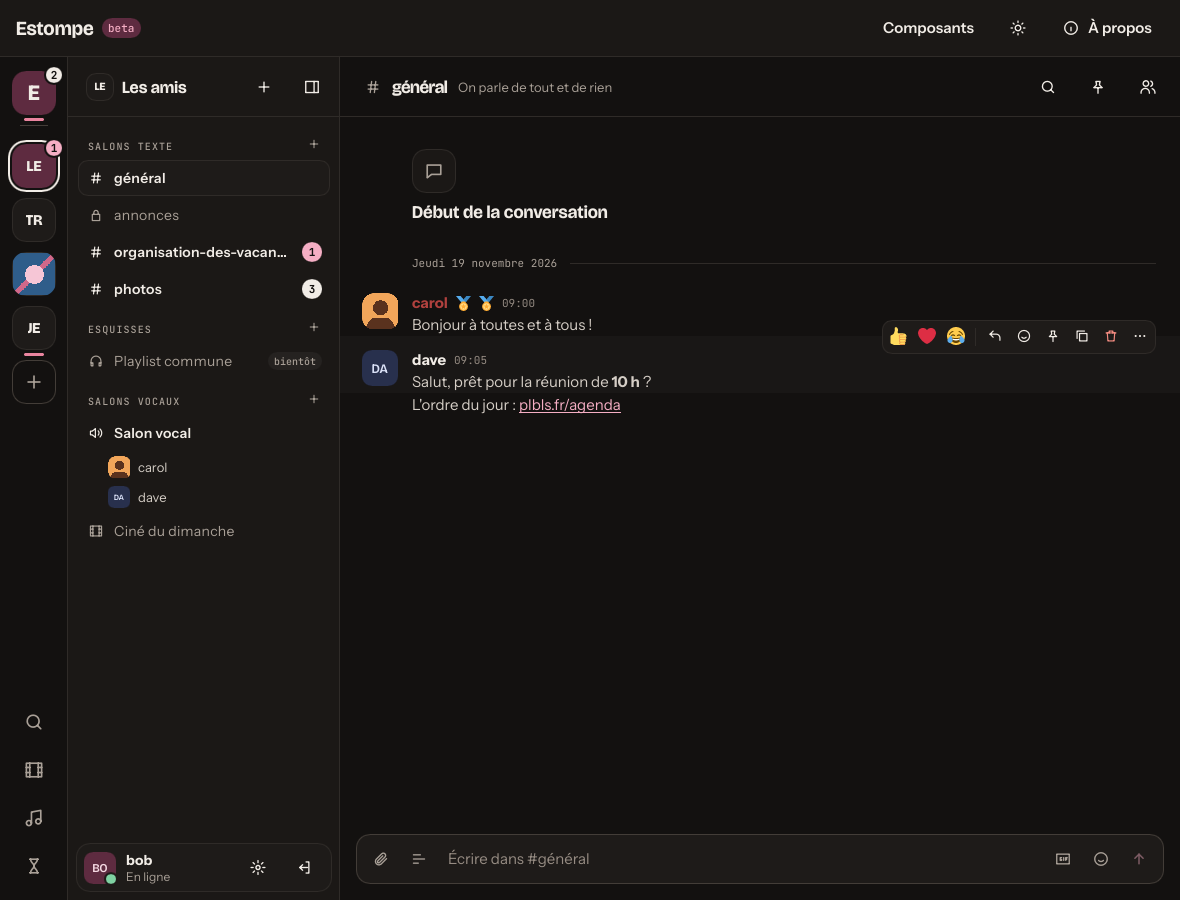 Estompe beta
Composants
À propos
E 2
LE 1
TR
JE
LE Les amis
SALONS TEXTE
# général
annonces
# organisation-des-vacan... 1
# photos 3
ESQUISSES
Playlist commune bientôt
SALONS VOCAUX
Salon vocal
carol
DA dave
Ciné du dimanche
BO bob
En ligne
# général On parle de tout et de rien
Début de la conversation
Jeudi 19 novembre 2026
carol 09:00
Bonjour à toutes et à tous !
DA dave 09:05
Salut, prêt pour la réunion de 10 h ?
L'ordre du jour : plbls.fr/agenda
Écrire dans #général
GIF